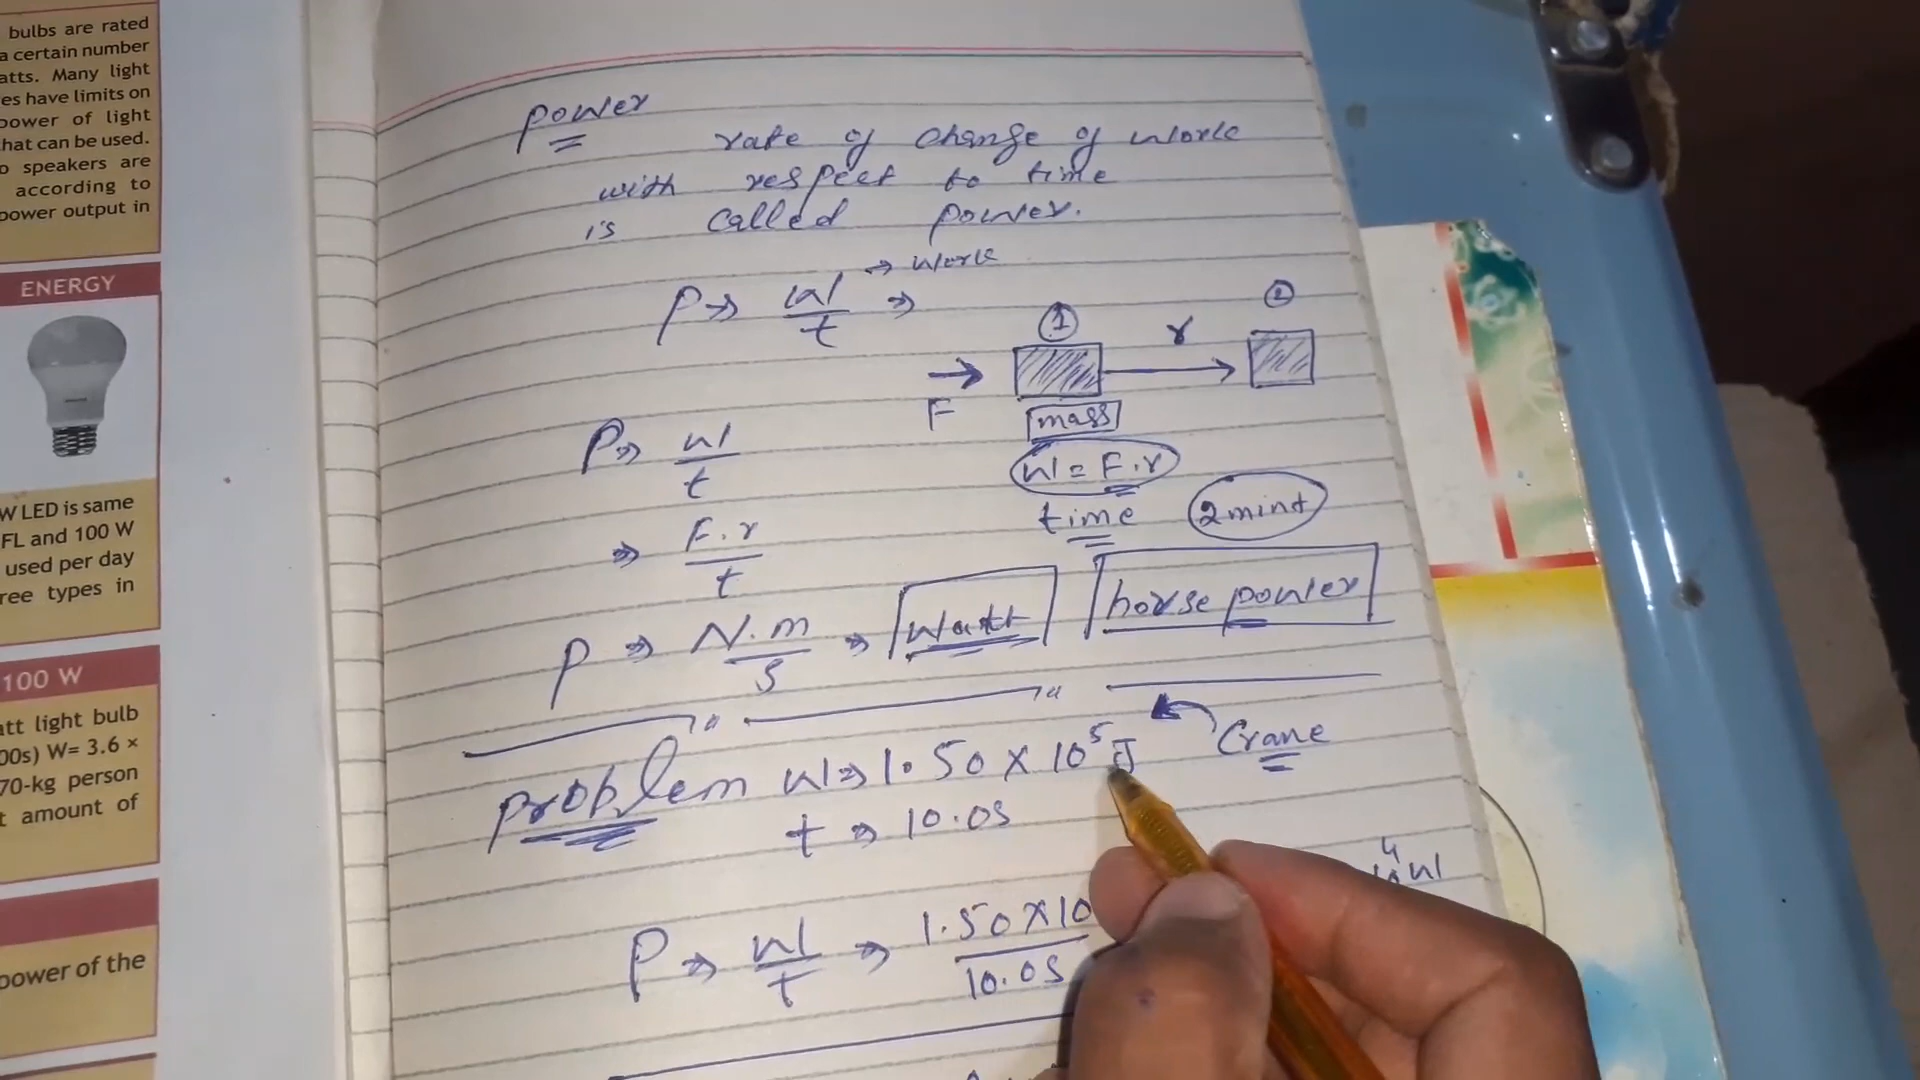 bulbs are rated
a certain number
atts. Many light
es have limits on
power of light
hat can be used.
o speakers are
according to
power output in
ENERGY
W LED is same
FL and 100 W
used per day
ree types in
100 W
att light bulb
00s) W= 3.6 ×
70-kg person
t amount of
power of the
power
rate of change of work
with respect to time
is called power.
P ⇒ W/t ⇒ → work
① r ②
F
mass
P ⇒ W/t
W = F.r
time 2 mint
⇒ F.r/t
P ⇒ N.m/s ⇒ Watt horse power
Problem W ⇒ 1.50 × 10⁵ J Crane
t ⇒ 10.0s
P ⇒ W/t ⇒ 1.50 × 10/10.0s